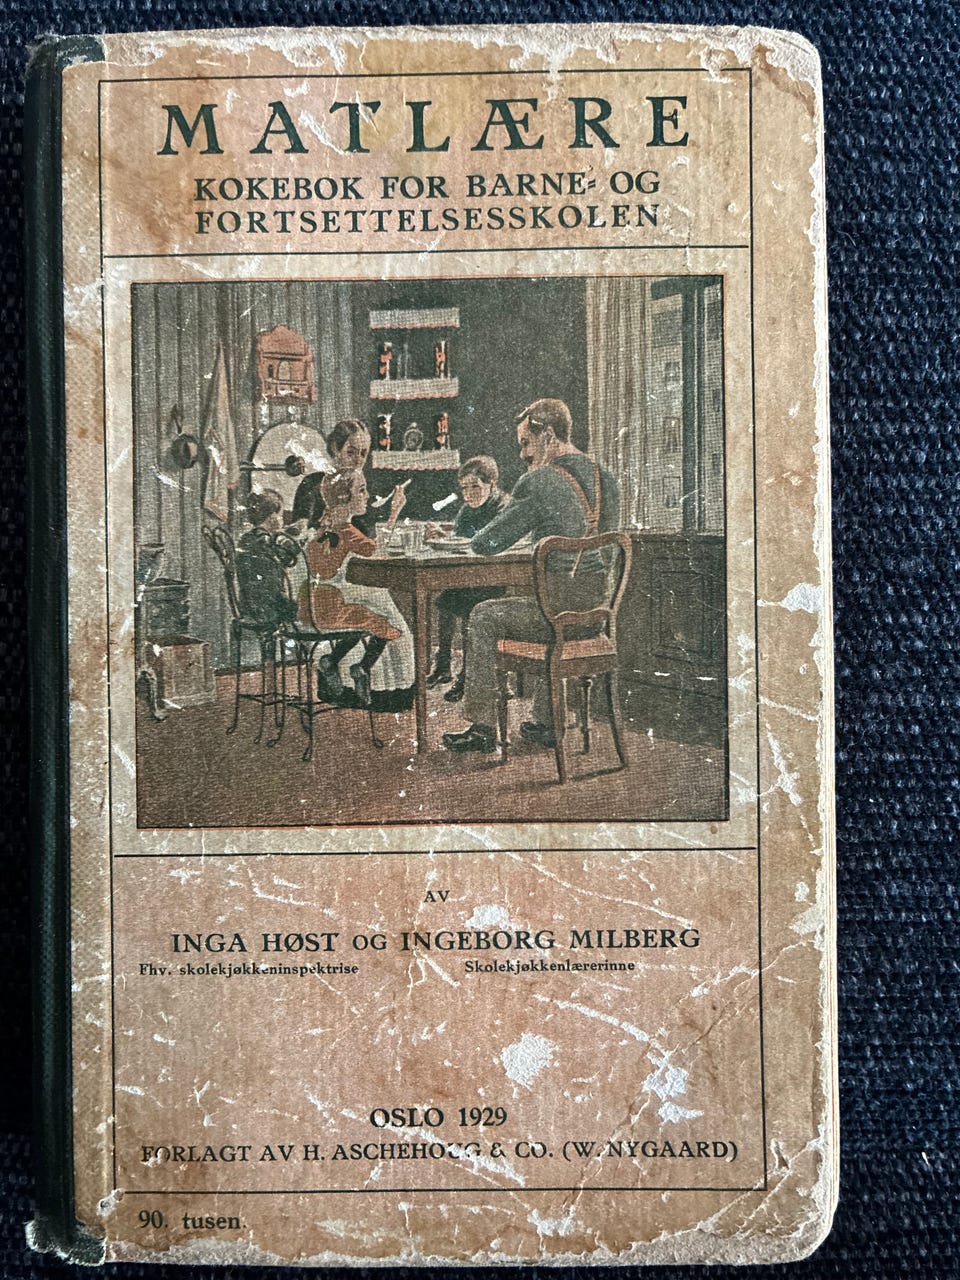 MATLÆRE
KOKEBOK FOR BARNE- OG
FORTSETTELSESSKOLEN
AV
INGA HØST OG INGEBORG MILBERG
Fhv. skolekjøkkeninspektrise Skolekjøkkenlærerinne
OSLO 1929
FORLAGT AV H. ASCHEHOUG & CO. (W. NYGAARD)
90. tusen.